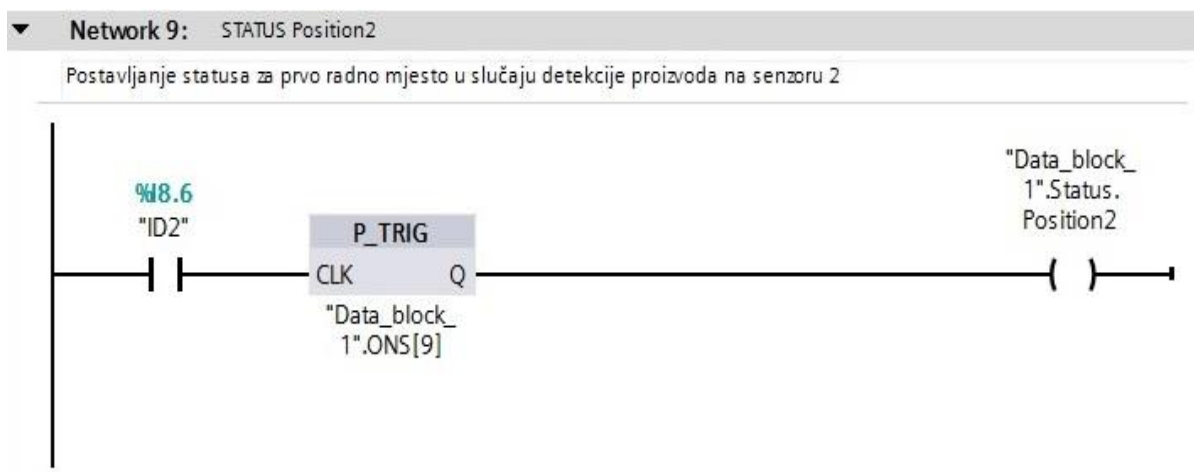 Network 9: STATUS Position2
Postavljanje statusa za prvo radno mjesto u slučaju detekcije proizvoda na senzoru 2
"Data_block_
1".Status.
Position2
%I8.6
"ID2"
P_TRIG
CLK Q
"Data_block_
1".ONS[9]